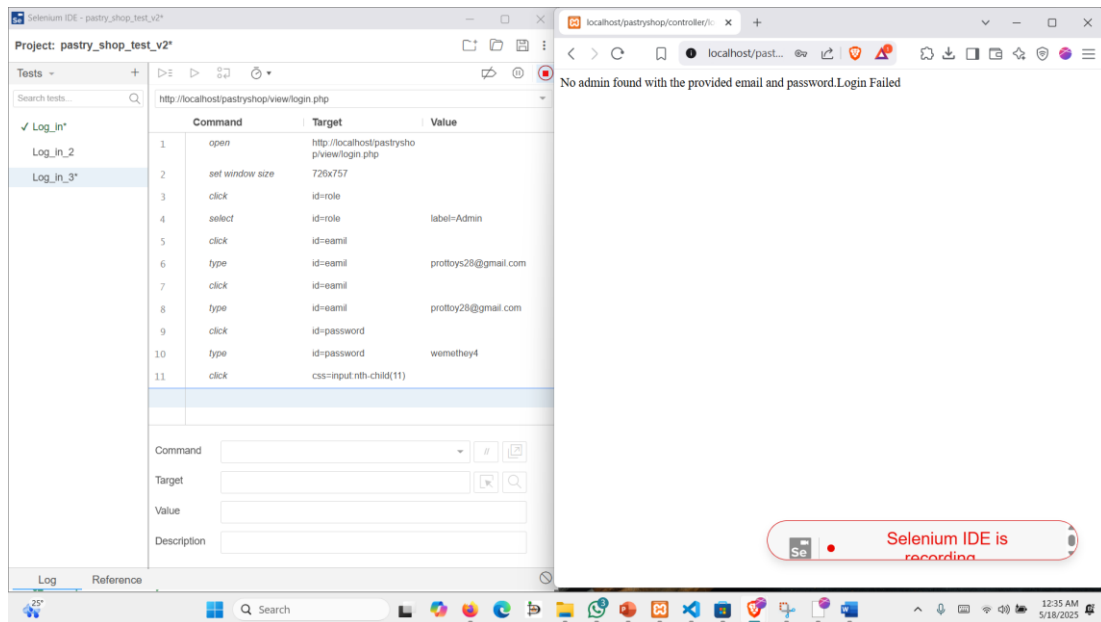 Selenium IDE - pastry_shop_test_v2*
Project: pastry_shop_test_v2*
Tests
Search tests...
✓ Log_in*
Log_in_2
Log_in_3*
http://localhost/pastryshop/view/login.php
Command Target Value
1 open http://localhost/pastrysho
p/view/login.php
2 set window size 726x757
3 click id=role
4 select id=role label=Admin
5 click id=eamil
6 type id=eamil prottoys28@gmail.com
7 click id=eamil
8 type id=eamil prottoy28@gmail.com
9 click id=password
10 type id=password wemethey4
11 click css=input:nth-child(11)
Command
//
Target
Value
Description
Log Reference
localhost/pastryshop/controller/lo
localhost/past...
No admin found with the provided email and password.Login Failed
Se
Selenium IDE is
recording
25°
Search
12:35 AM
5/18/2025